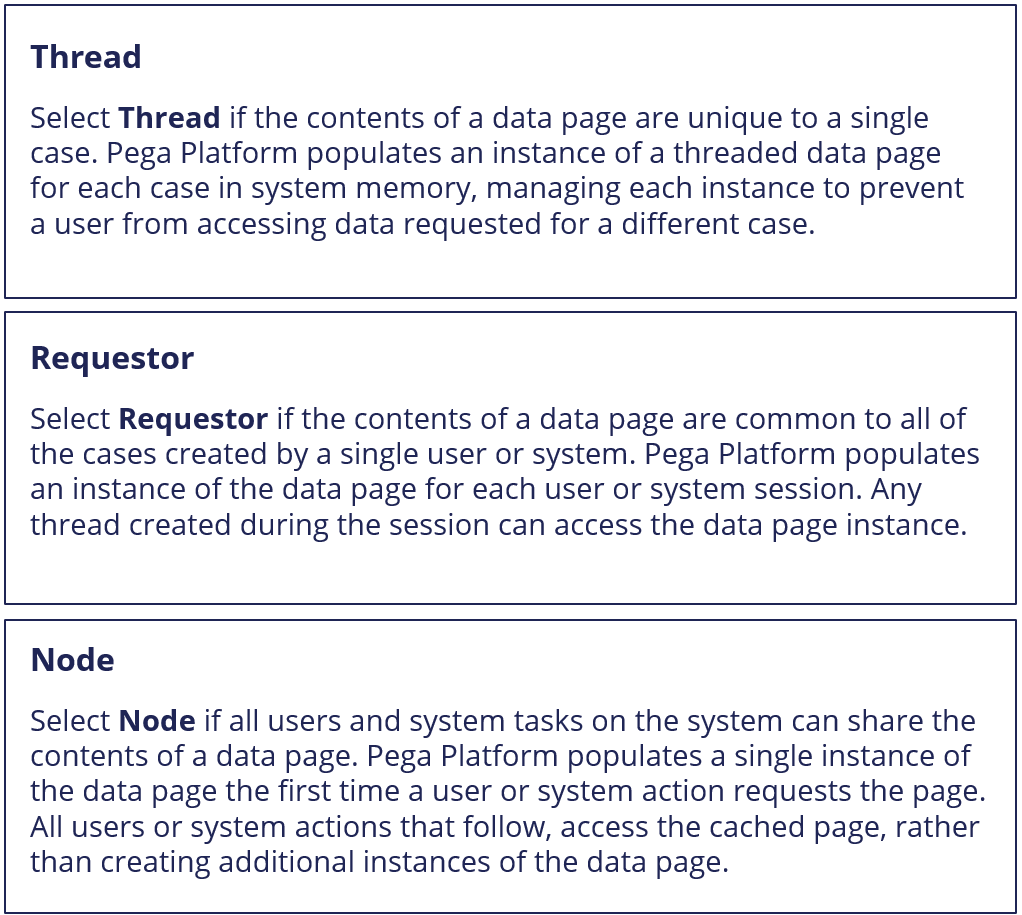 Thread
Select Thread if the contents of a data page are unique to a single
case. Pega Platform populates an instance of a threaded data page
for each case in system memory, managing each instance to prevent
a user from accessing data requested for a different case.
Requestor
Select Requestor if the contents of a data page are common to all of
the cases created by a single user or system. Pega Platform populates
an instance of the data page for each user or system session. Any
thread created during the session can access the data page instance.
Node
Select Node if all users and system tasks on the system can share the
contents of a data page. Pega Platform populates a single instance of
the data page the first time a user or system action requests the page.
All users or system actions that follow, access the cached page, rather
than creating additional instances of the data page.